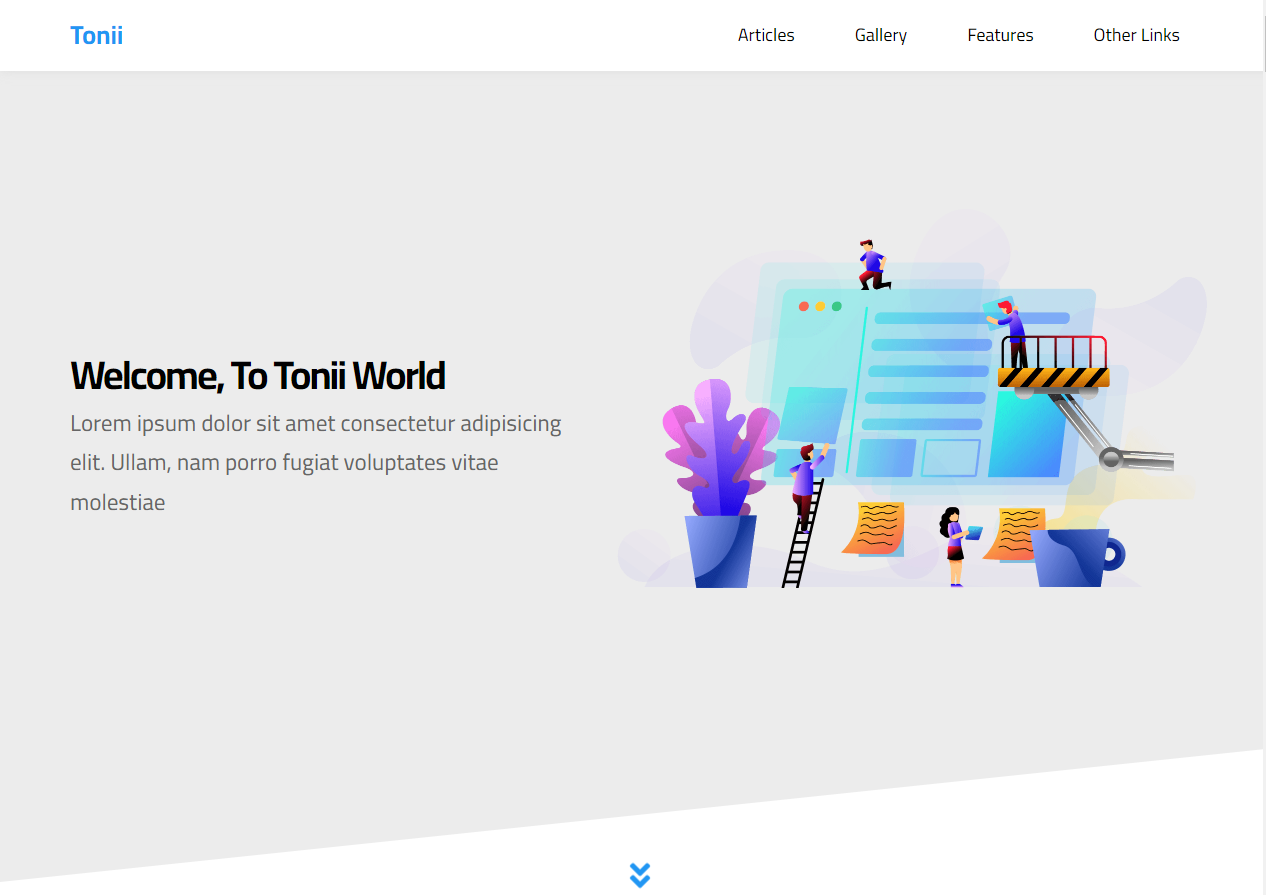 Tonii
Articles
Gallery
Features
Other Links
Welcome, To Tonii World
Lorem ipsum dolor sit amet consectetur adipisicing
elit. Ullam, nam porro fugiat voluptates vitae
molestiae